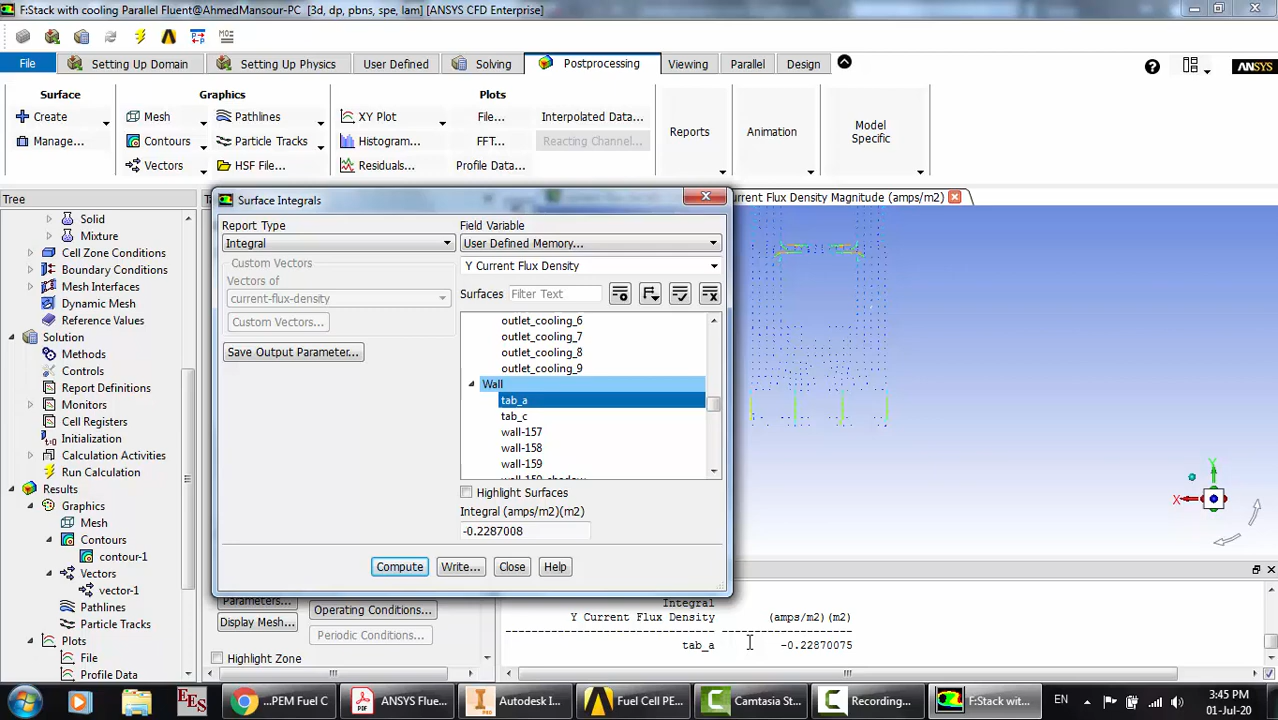 F:Stack with cooling Parallel Fluent@AhmedMansour-PC [3d, dp, pbns, spe, lam] [ANSYS CFD Enterprise]
File
Setting Up Domain
Setting Up Physics
User Defined
Solving
Postprocessing
Viewing
Parallel
Design
ANSYS
Surface
Graphics
Plots
Create
Mesh
Pathlines
XY Plot
File...
Interpolated Data...
Manage...
Contours
Particle Tracks
Histogram...
FFT...
Reacting Channel...
Vectors
HSF File...
Residuals...
Profile Data...
Reports
Animation
Model
Specific
Tree
Solid
Mixture
Cell Zone Conditions
Boundary Conditions
Mesh Interfaces
Dynamic Mesh
Reference Values
Solution
Methods
Controls
Report Definitions
Monitors
Cell Registers
Initialization
Calculation Activities
Run Calculation
Results
Graphics
Mesh
Contours
contour-1
Vectors
vector-1
Pathlines
Particle Tracks
Plots
File
Profile Data
Surface Integrals
Report Type
Integral
Custom Vectors
Vectors of
current-flux-density
Custom Vectors...
Save Output Parameter...
Field Variable
User Defined Memory...
Y Current Flux Density
Surfaces
Filter Text
outlet_cooling_6
outlet_cooling_7
outlet_cooling_8
outlet_cooling_9
Wall
tab_a
tab_c
wall-157
wall-158
wall-159
Highlight Surfaces
Integral (amps/m2)(m2)
-0.2287008
Compute
Write...
Close
Help
urrent Flux Density Magnitude (amps/m2)
Y
X
Parameters...
Operating Conditions...
Display Mesh...
Periodic Conditions...
Highlight Zone
Integral
Y Current Flux Density (amps/m2)(m2)
-------------------------------- --------------------
tab_a -0.22870075
...PEM Fuel C
ANSYS Flue...
Autodesk I...
Fuel Cell PE...
Camtasia St...
Recording...
F:Stack wit...
EN
3:45 PM
01-Jul-20
EES